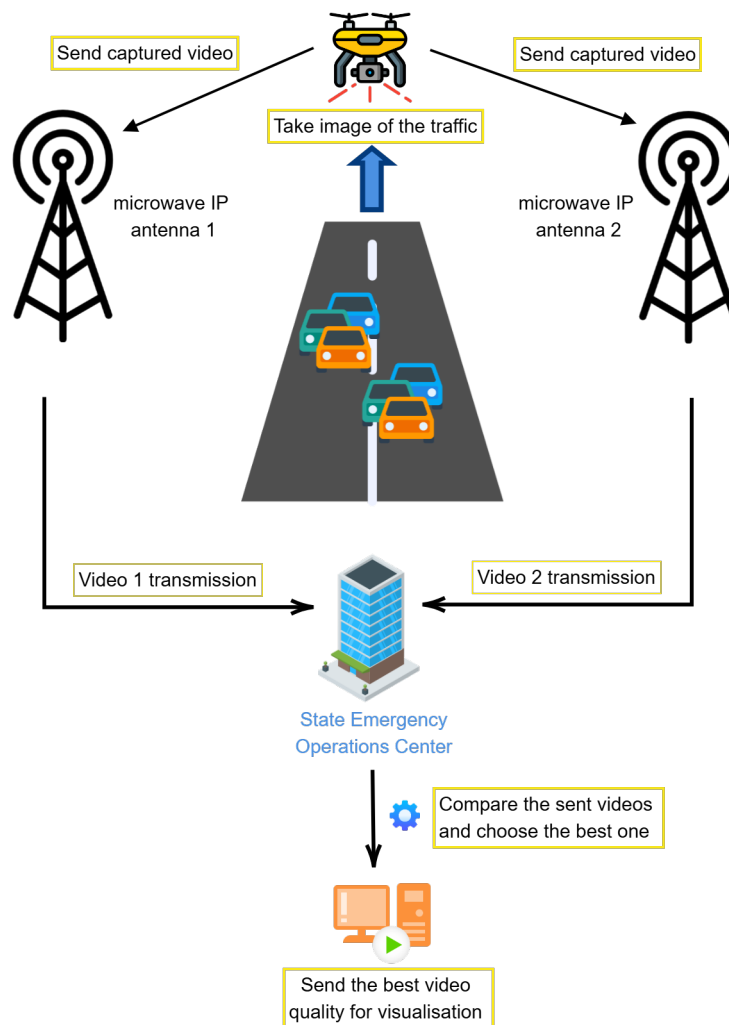 Send captured video
Send captured video
Take image of the traffic
microwave IP
antenna 1
microwave IP
antenna 2
Video 1 transmission
Video 2 transmission
State Emergency
Operations Center
Compare the sent videos
and choose the best one
Send the best video
quality for visualisation